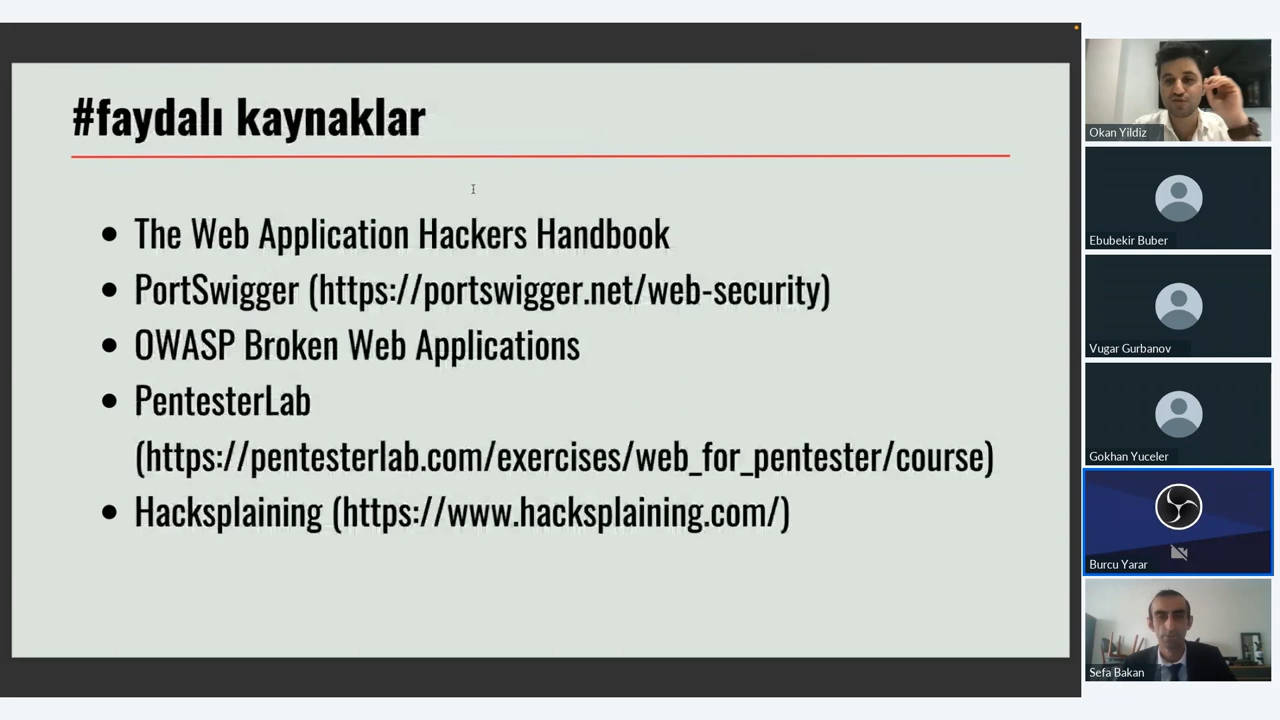 #faydalı kaynaklar
The Web Application Hackers Handbook
PortSwigger (https://portswigger.net/web-security)
OWASP Broken Web Applications
PentesterLab
(https://pentesterlab.com/exercises/web_for_pentester/course)
Hacksplaining (https://www.hacksplaining.com/)
Okan Yildiz
Ebubekir Buber
Vugar Gurbanov
Gokhan Yuceler
Burcu Yarar
Sefa Bakan